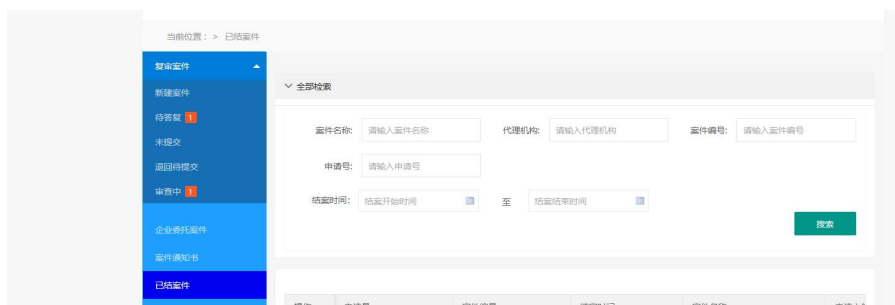 当前位置： > 已结案件
复审案件
新建案件
待答复 1
未提交
退回待提交
审查中 1
企业委托案件
案件通知书
已结案件
全部检索
案件名称: 请输入案件名称 代理机构: 请输入代理机构 案件编号: 请输入案件编号
申请号: 请输入申请号
结案时间: 结案开始时间 至 结案结束时间
搜索